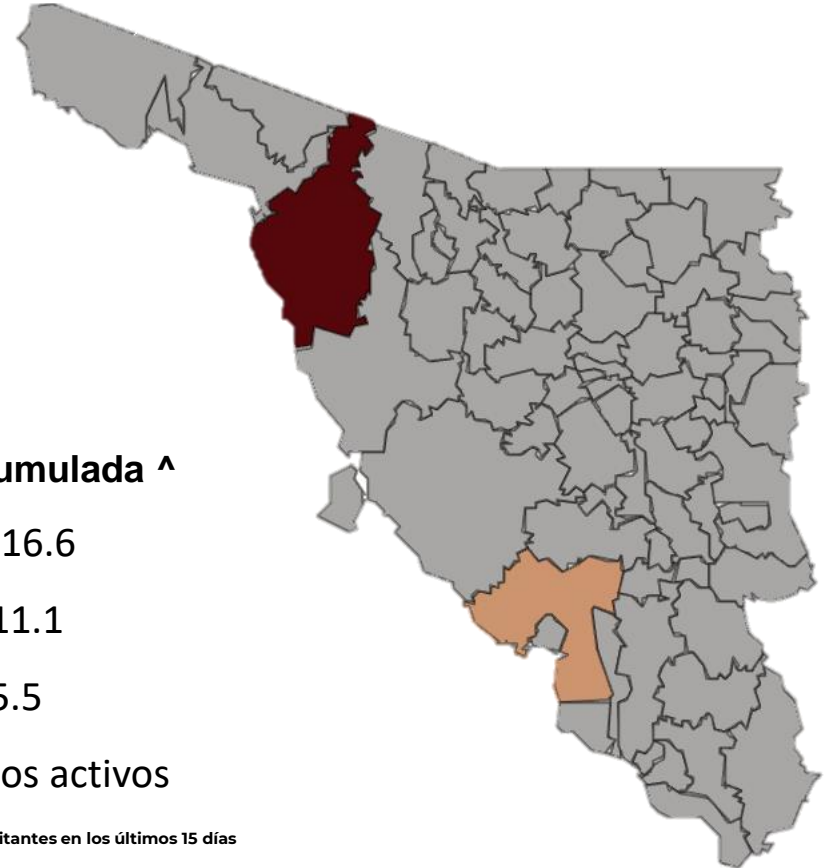 umulada ^
16.6
11.1
5.5
os activos
itantes en los últimos 15 días